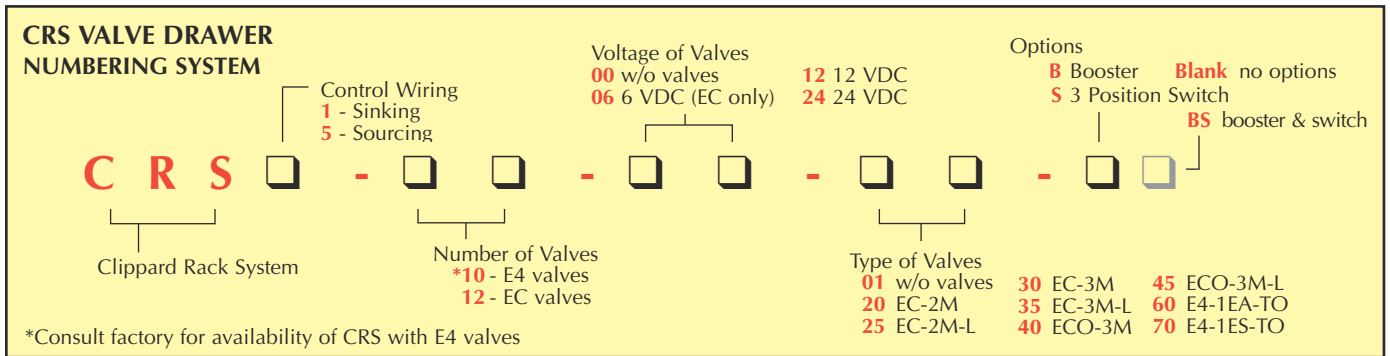 CRS VALVE DRAWER
NUMBERING SYSTEM
Control Wiring
1 - Sinking
5 - Sourcing
Voltage of Valves
00 w/o valves 12 12 VDC
06 6 VDC (EC only) 24 24 VDC
Options
B Booster Blank no options
S 3 Position Switch
BS booster & switch
C R S - - - -
Clippard Rack System
Number of Valves
*10 - E4 valves
12 - EC valves
Type of Valves
01 w/o valves 30 EC-3M 45 ECO-3M-L
20 EC-2M 35 EC-3M-L 60 E4-1EA-TO
25 EC-2M-L 40 ECO-3M 70 E4-1ES-TO
*Consult factory for availability of CRS with E4 valves